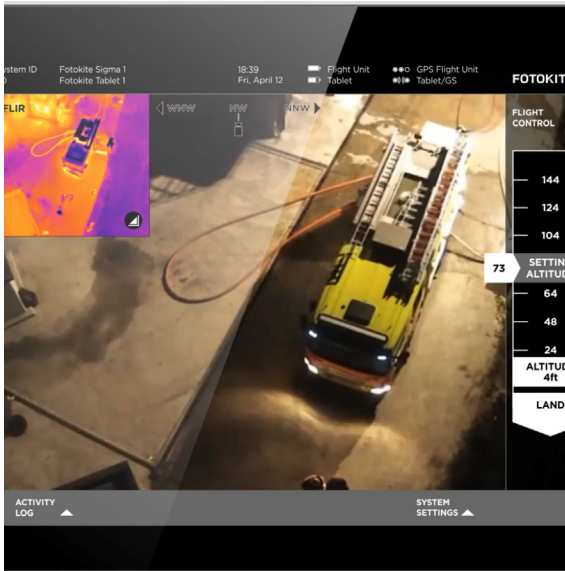 ystem ID Fotokite Sigma 1 18:39 Flight Unit GPS Flight Unit
D Fotokite Tablet 1 Fri, April 12 Tablet Tablet/GS
FOTOKIT
FLIR
WNW NW NNW
FLIGHT
CONTROL
144
124
104
73
SETTIN
ALTITUD
64
48
24
ALTITUD
4ft
LAND
ACTIVITY
LOG
SYSTEM
SETTINGS